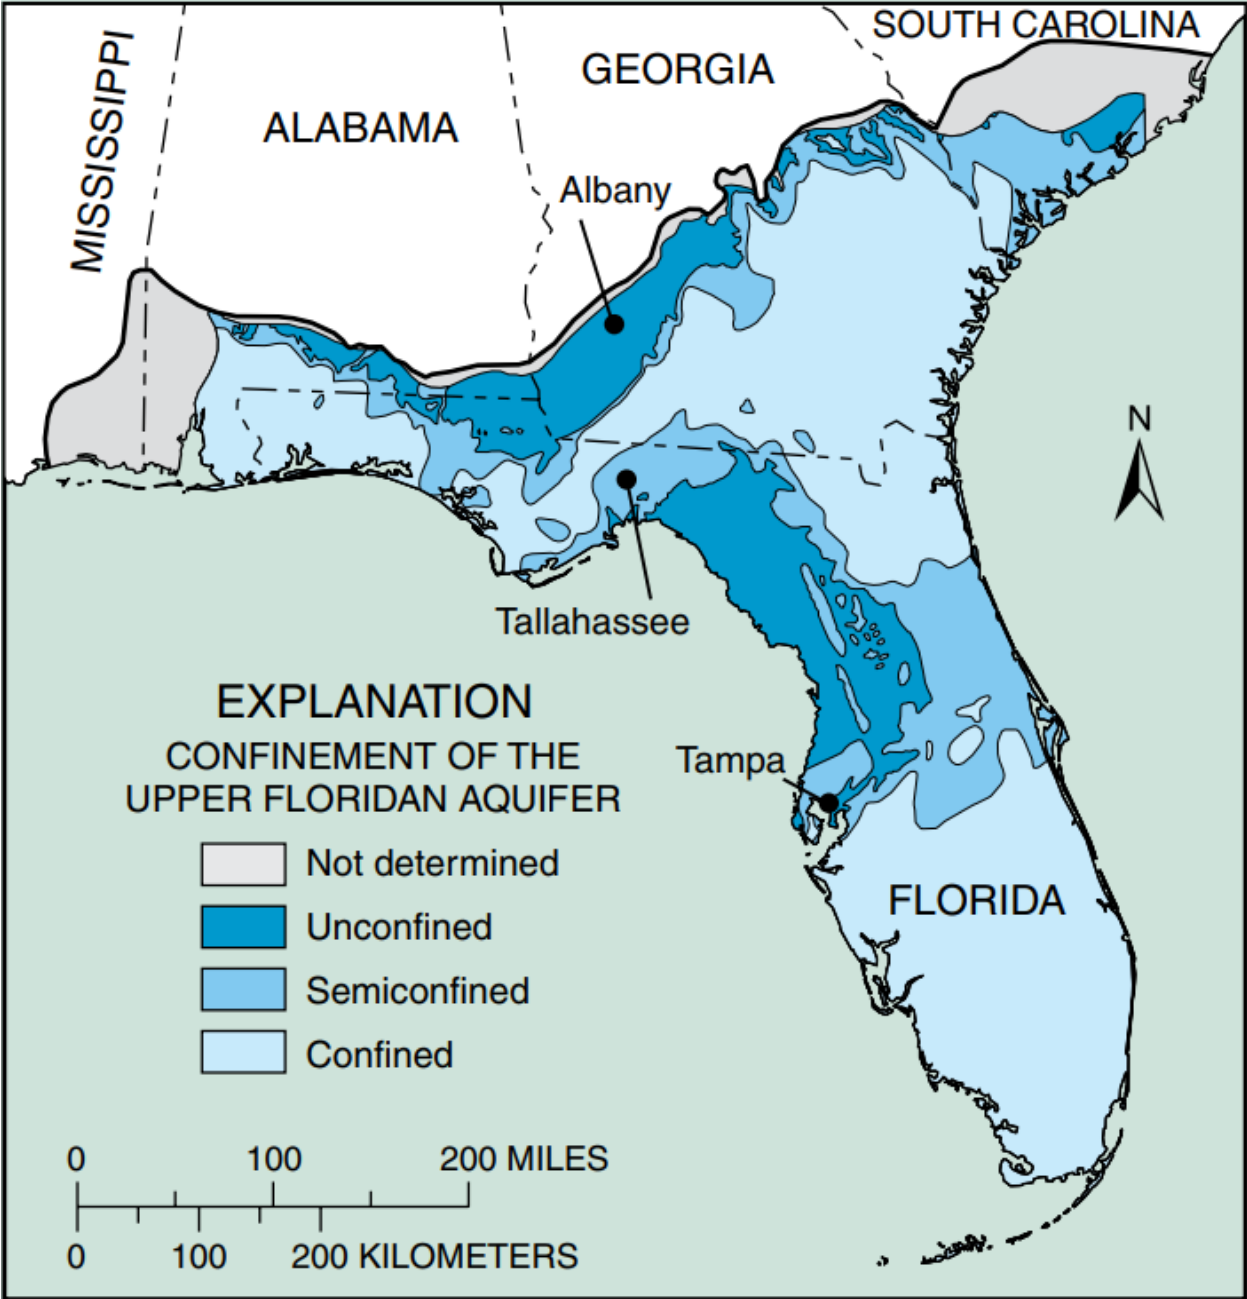 SOUTH CAROLINA
GEORGIA
MISSISSIPPI
ALABAMA
Albany
N
Tallahassee
EXPLANATION
CONFINEMENT OF THE
UPPER FLORIDAN AQUIFER
Tampa
Not determined
FLORIDA
Unconfined
Semiconfined
Confined
0 100 200 MILES
0 100 200 KILOMETERS